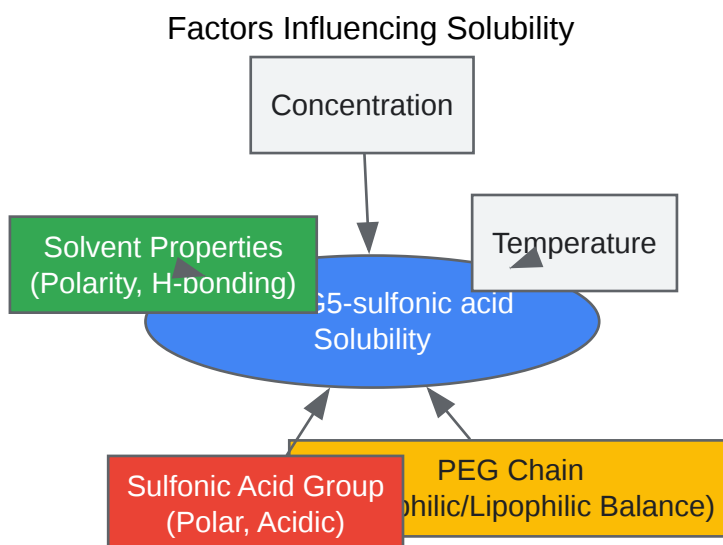 Factors Influencing Solubility
Concentration
Temperature
Solvent Properties
(Polarity, H-bonding)
G5-sulfonic acid
Solubility
Sulfonic Acid Group
(Polar, Acidic)
PEG Chain
philic/Lipophilic Balance)